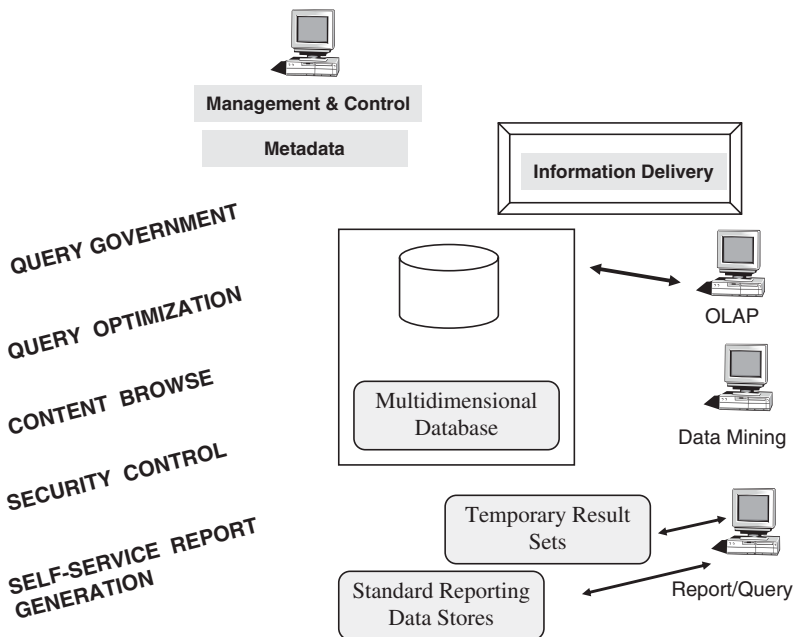 Management & Control
Metadata
Information Delivery
QUERY GOVERNMENT
QUERY OPTIMIZATION
CONTENT BROWSE
SECURITY CONTROL
SELF-SERVICE REPORT
GENERATION
Multidimensional
Database
OLAP
Data Mining
Temporary Result
Sets
Standard Reporting
Data Stores
Report/Query